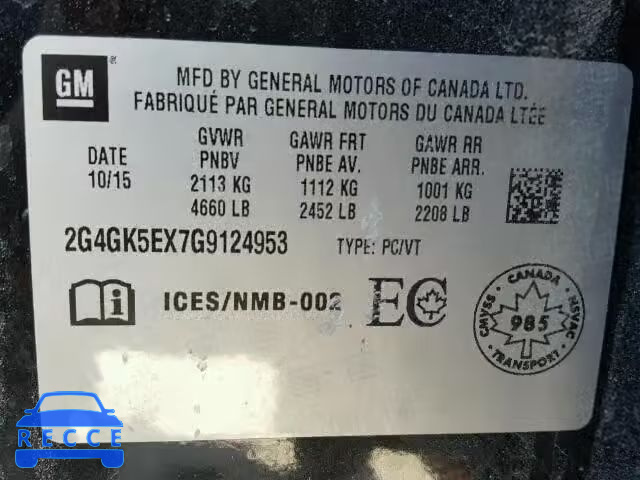 GM ®
MFD BY GENERAL MOTORS OF CANADA LTD.
FABRIQUÉ PAR GENERAL MOTORS DU CANADA LTÉE
GVWR GAWR FRT GAWR RR
DATE PNBV PNBE AV. PNBE ARR.
10/15 2113 KG 1112 KG 1001 KG
4660 LB 2452 LB 2208 LB
2G4GK5EX7G9124953 TYPE: PC/VT
i ICES/NMB-002 EC
CANADA
CMVSS 985 NSVAC
TRANSPORT
RECCE